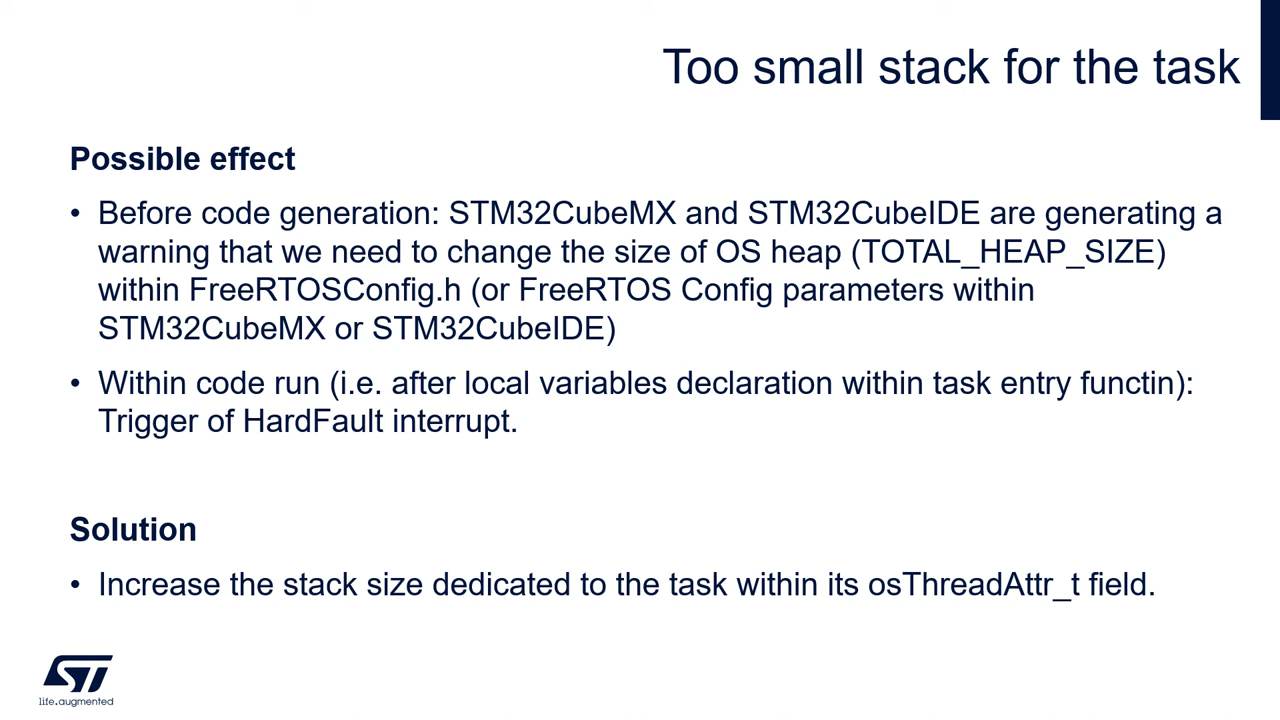 Too small stack for the task
Possible effect
• Before code generation: STM32CubeMX and STM32CubeIDE are generating a
warning that we need to change the size of OS heap (TOTAL_HEAP_SIZE)
within FreeRTOSConfig.h (or FreeRTOS Config parameters within
STM32CubeMX or STM32CubeIDE)
• Within code run (i.e. after local variables declaration within task entry functin):
Trigger of HardFault interrupt.
Solution
• Increase the stack size dedicated to the task within its osThreadAttr_t field.
ST
life.augmented